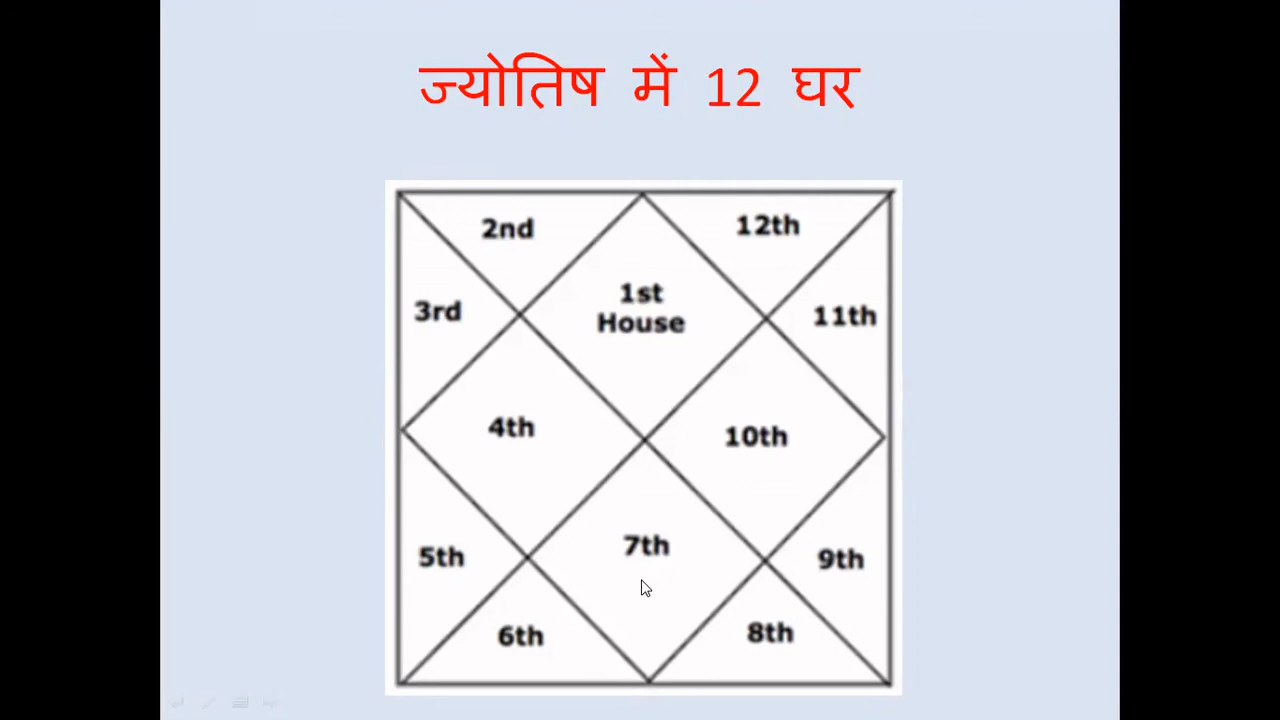 ज्योतिष में 12 घर
2nd
12th
1st
House
3rd
11th
4th
10th
7th
5th
9th
6th
8th